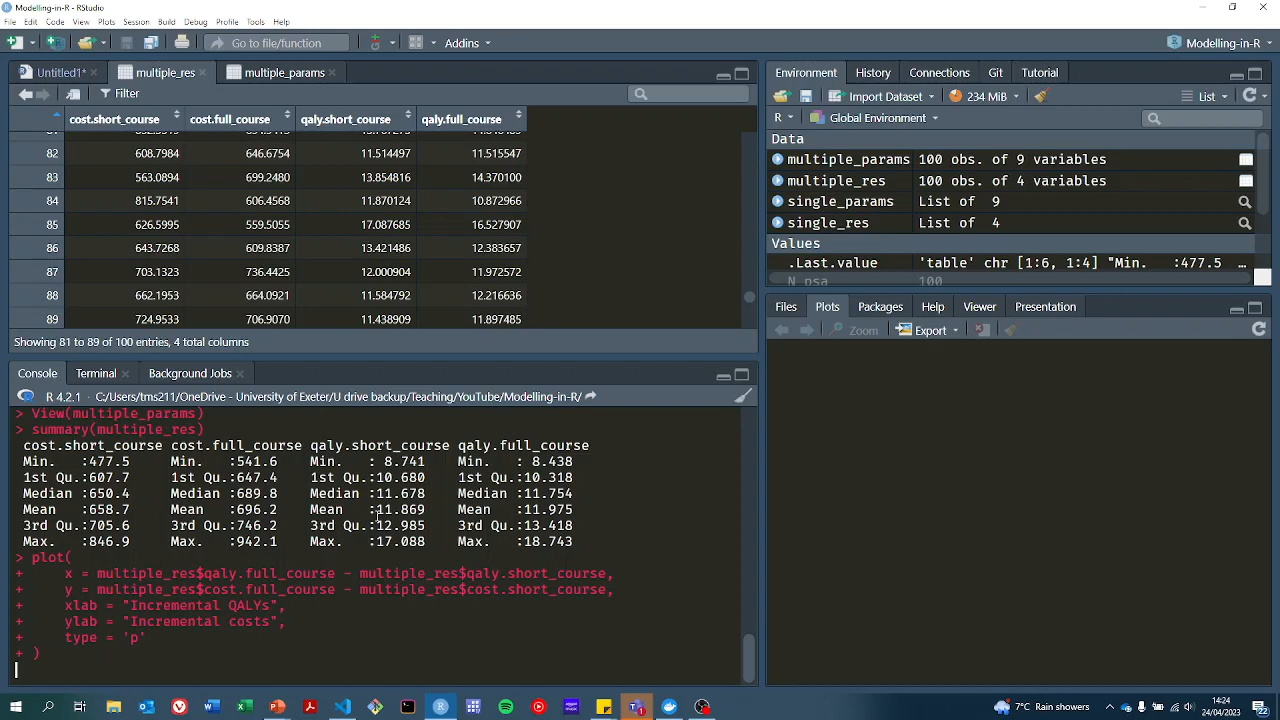 Modelling-in-R - RStudio
File Edit Code View Plots Session Build Debug Profile Tools Help
Go to file/function Addins Modelling-in-R
Untitled1* multiple_res multiple_params
Filter
cost.short_course cost.full_course qaly.short_course qaly.full_course
82 608.7984 646.6754 11.514497 11.515547
83 563.0894 699.2480 13.854816 14.370100
84 815.7541 606.4568 11.870124 10.872966
85 626.5995 559.5055 17.087685 16.527907
86 643.7268 609.8387 13.421486 12.383657
87 703.1323 736.4425 12.000904 11.972572
88 662.1953 664.0921 11.584792 12.216636
89 724.9533 706.9070 11.438909 11.897485
Showing 81 to 89 of 100 entries, 4 total columns
Console Terminal Background Jobs
R 4.2.1 · C:/Users/tms211/OneDrive - University of Exeter/U drive backup/Teaching/YouTube/Modelling-in-R/
> View(multiple_params)
> summary(multiple_res)
cost.short_course cost.full_course qaly.short_course qaly.full_course
Min. :477.5 Min. :541.6 Min. : 8.741 Min. : 8.438
1st Qu.:607.7 1st Qu.:647.4 1st Qu.:10.680 1st Qu.:10.318
Median :650.4 Median :689.8 Median :11.678 Median :11.754
Mean :658.7 Mean :696.2 Mean :11.869 Mean :11.975
3rd Qu.:705.6 3rd Qu.:746.2 3rd Qu.:12.985 3rd Qu.:13.418
Max. :846.9 Max. :942.1 Max. :17.088 Max. :18.743
> plot(
+ x = multiple_res$qaly.full_course - multiple_res$qaly.short_course,
+ y = multiple_res$cost.full_course - multiple_res$cost.short_course,
+ xlab = "Incremental QALYs",
+ ylab = "Incremental costs",
+ type = 'p'
+ )
Environment History Connections Git Tutorial
Import Dataset 234 MiB List
R Global Environment
Data
multiple_params 100 obs. of 9 variables
multiple_res 100 obs. of 4 variables
single_params List of 9
single_res List of 4
Values
.Last.value 'table' chr [1:6, 1:4] "Min. :477.5 …
N_psa 100
Files Plots Packages Help Viewer Presentation
Zoom Export
7°C Rain showers
14:24
24/04/2023